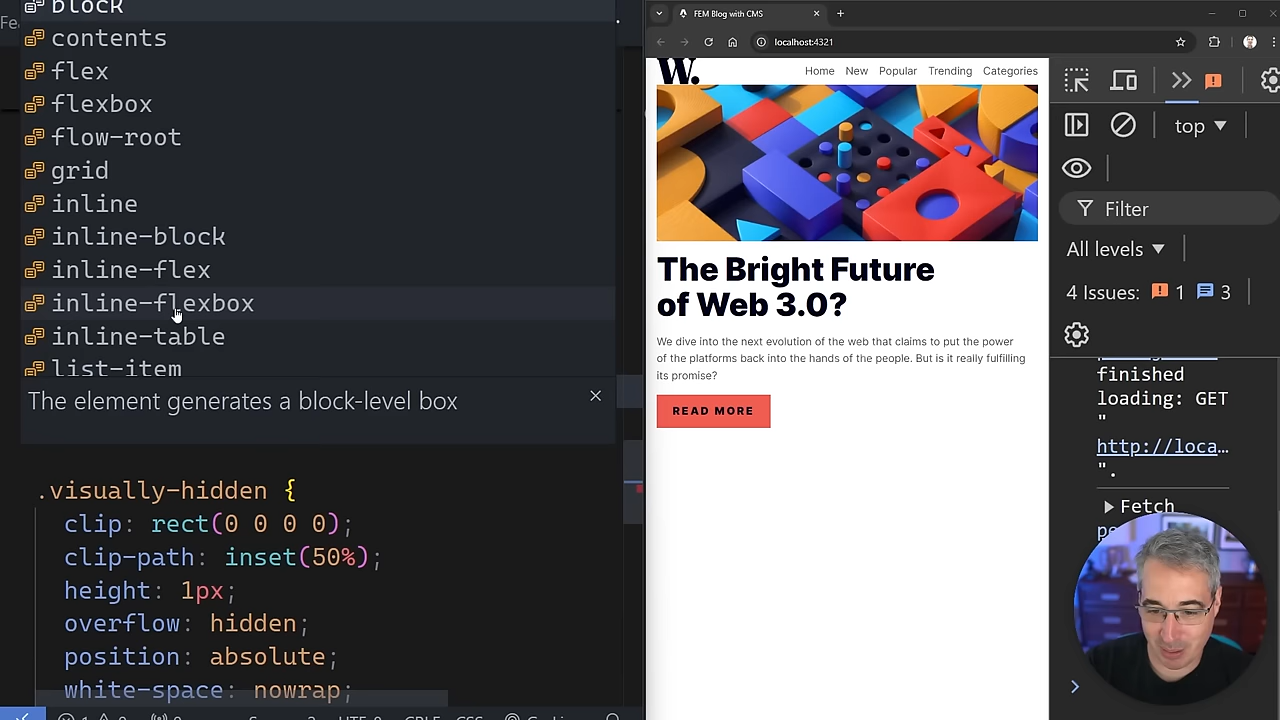 block
contents
flex
flexbox
flow-root
grid
inline
inline-block
inline-flex
inline-flexbox
inline-table
list-item
The element generates a block-level box
.visually-hidden {
clip: rect(0 0 0 0);
clip-path: inset(50%);
height: 1px;
overflow: hidden;
position: absolute;
white-space: nowrap;
FEM Blog with CMS
localhost:4321
W.
Home New Popular Trending Categories
The Bright Future
of Web 3.0?
We dive into the next evolution of the web that claims to put the power
of the platforms back into the hands of the people. But is it really fulfilling
its promise?
READ MORE
top
Filter
All levels
4 Issues: 1 3
finished
loading: GET
"
http://loca…
".
Fetch